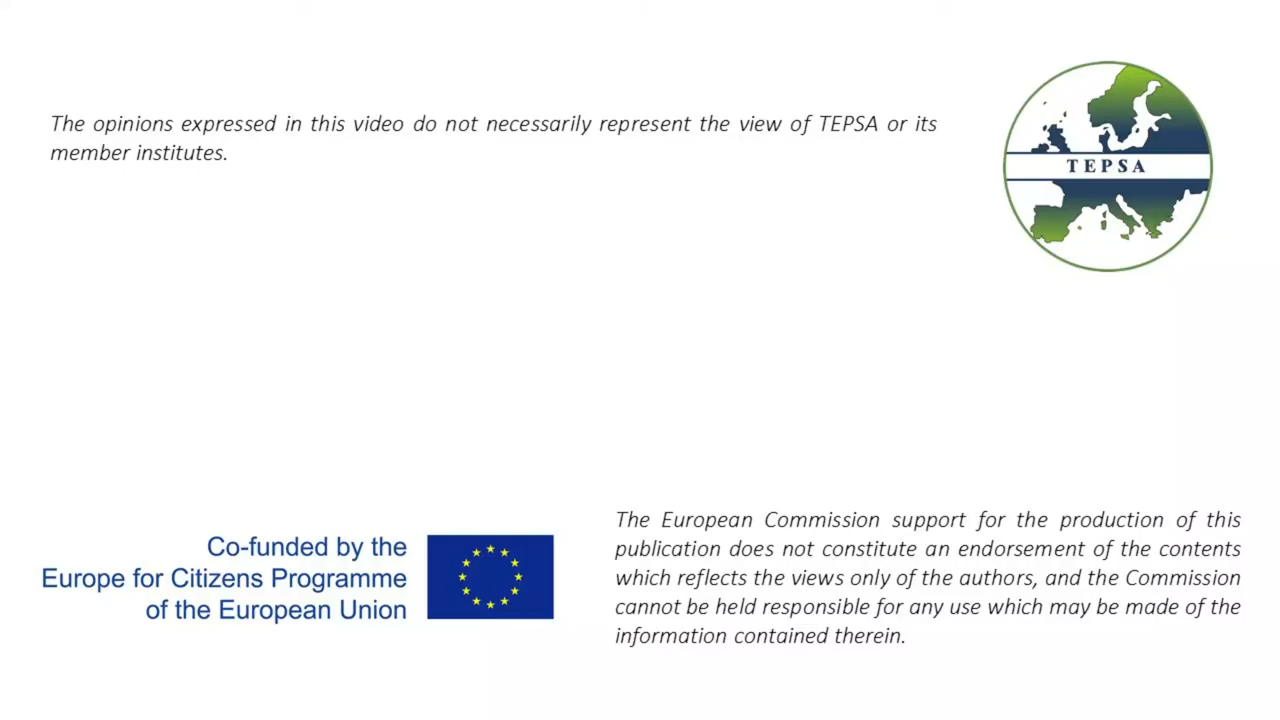 The opinions expressed in this video do not necessarily represent the view of TEPSA or its
member institutes.
TEPSA
Co-funded by the
Europe for Citizens Programme
of the European Union
The European Commission support for the production of this
publication does not constitute an endorsement of the contents
which reflects the views only of the authors, and the Commission
cannot be held responsible for any use which may be made of the
information contained therein.